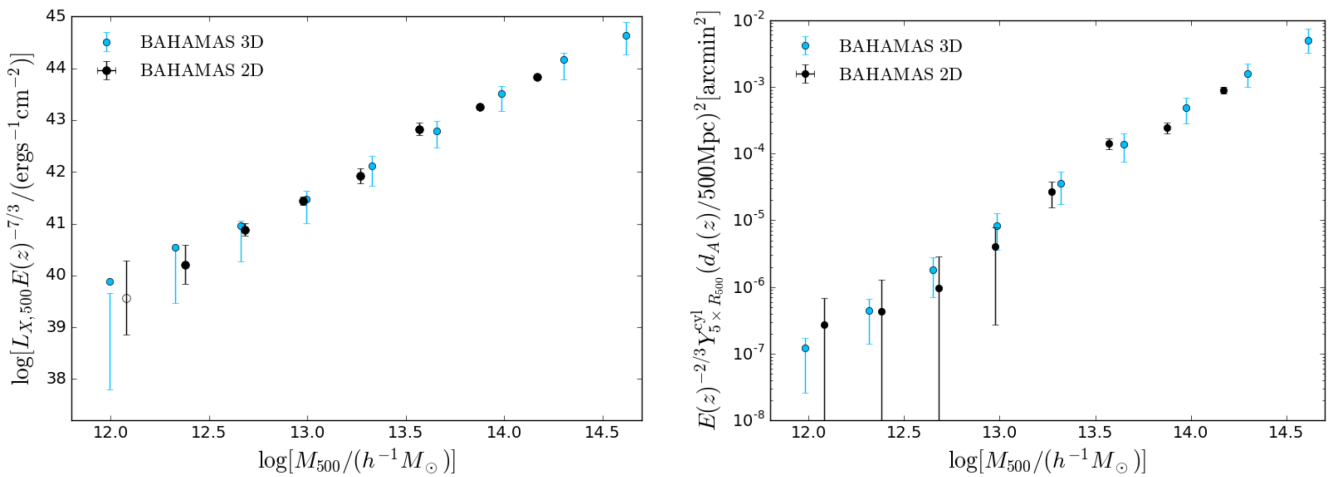 45
44
43
42
41
40
39
38
log[L_{X,500}E(z)^{-7/3}/(ergs^{-1}cm^{-2})]
BAHAMAS 3D
BAHAMAS 2D
12.0 12.5 13.0 13.5 14.0 14.5
log[M_{500}/(h^{-1}M_⊙)]
10^{-2}
10^{-3}
10^{-4}
10^{-5}
10^{-6}
10^{-7}
10^{-8}
E(z)^{-2/3}Y^{cyl}_{5×R_{500}}(d_A(z)/500Mpc)^2[arcmin^2]
BAHAMAS 3D
BAHAMAS 2D
12.0 12.5 13.0 13.5 14.0 14.5
log[M_{500}/(h^{-1}M_⊙)]